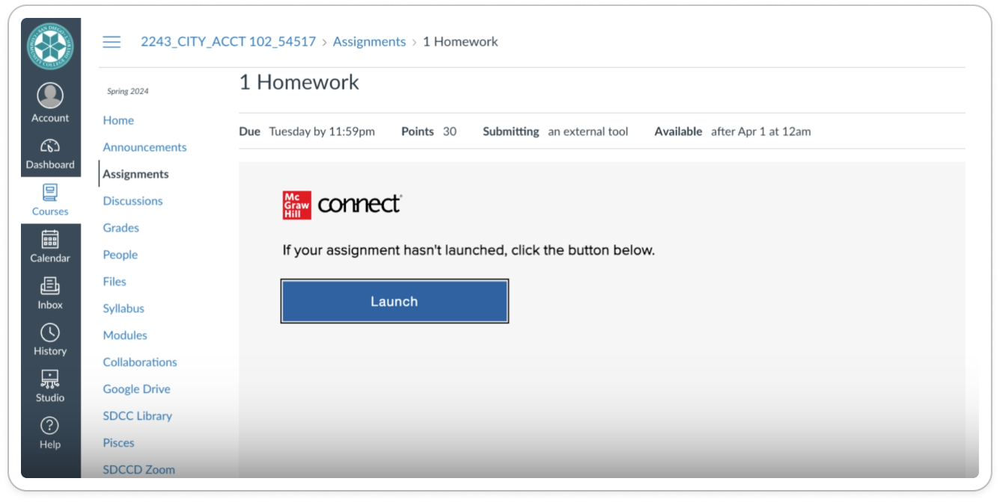 2243_CITY_ACCT 102_54517 > Assignments > 1 Homework
Account
Dashboard
Courses
Calendar
Inbox
History
Studio
Help
Spring 2024
Home
Announcements
Assignments
Discussions
Grades
People
Files
Syllabus
Modules
Collaborations
Google Drive
SDCC Library
Pisces
SDCCD Zoom
1 Homework
Due Tuesday by 11:59pm Points 30 Submitting an external tool Available after Apr 1 at 12am
Mc
Graw
Hill
connect
If your assignment hasn't launched, click the button below.
Launch